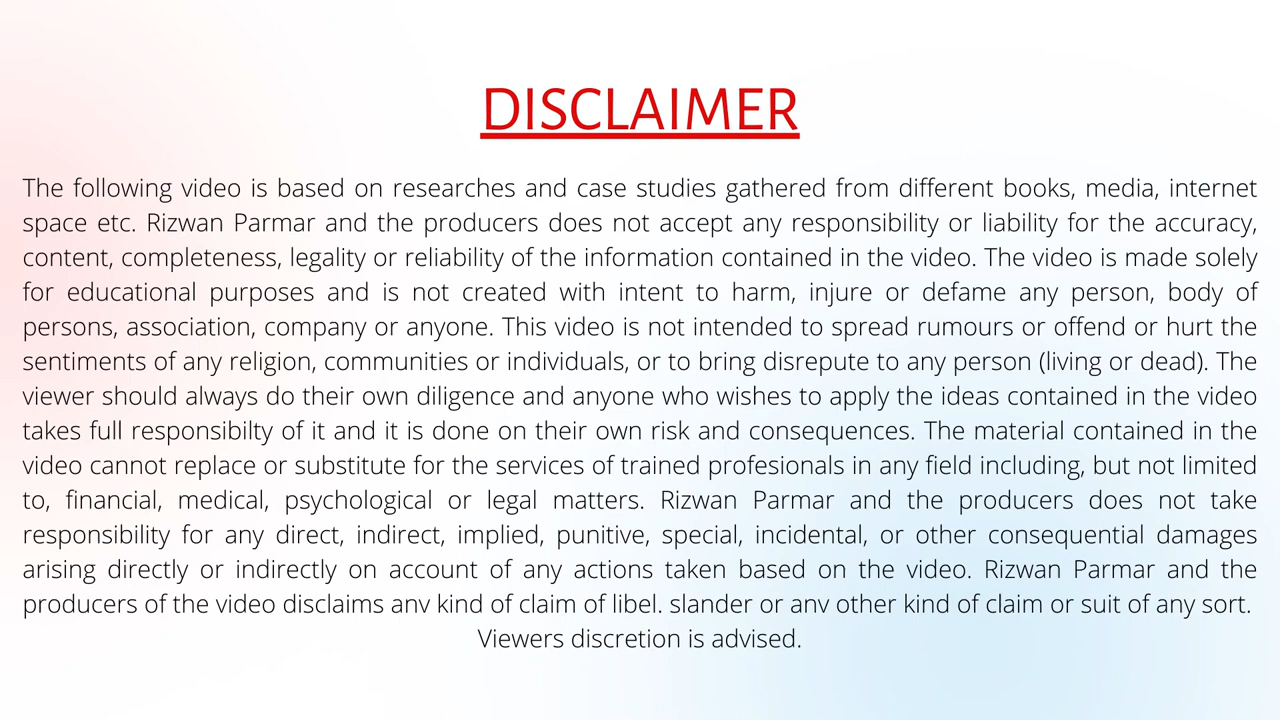 DISCLAIMER
The following video is based on researches and case studies gathered from different books, media, internet
space etc. Rizwan Parmar and the producers does not accept any responsibility or liability for the accuracy,
content, completeness, legality or reliability of the information contained in the video. The video is made solely
for educational purposes and is not created with intent to harm, injure or defame any person, body of
persons, association, company or anyone. This video is not intended to spread rumours or offend or hurt the
sentiments of any religion, communities or individuals, or to bring disrepute to any person (living or dead). The
viewer should always do their own diligence and anyone who wishes to apply the ideas contained in the video
takes full responsibilty of it and it is done on their own risk and consequences. The material contained in the
video cannot replace or substitute for the services of trained profesionals in any field including, but not limited
to, financial, medical, psychological or legal matters. Rizwan Parmar and the producers does not take
responsibility for any direct, indirect, implied, punitive, special, incidental, or other consequential damages
arising directly or indirectly on account of any actions taken based on the video. Rizwan Parmar and the
producers of the video disclaims any kind of claim of libel, slander or any other kind of claim or suit of any sort.
Viewers discretion is advised.